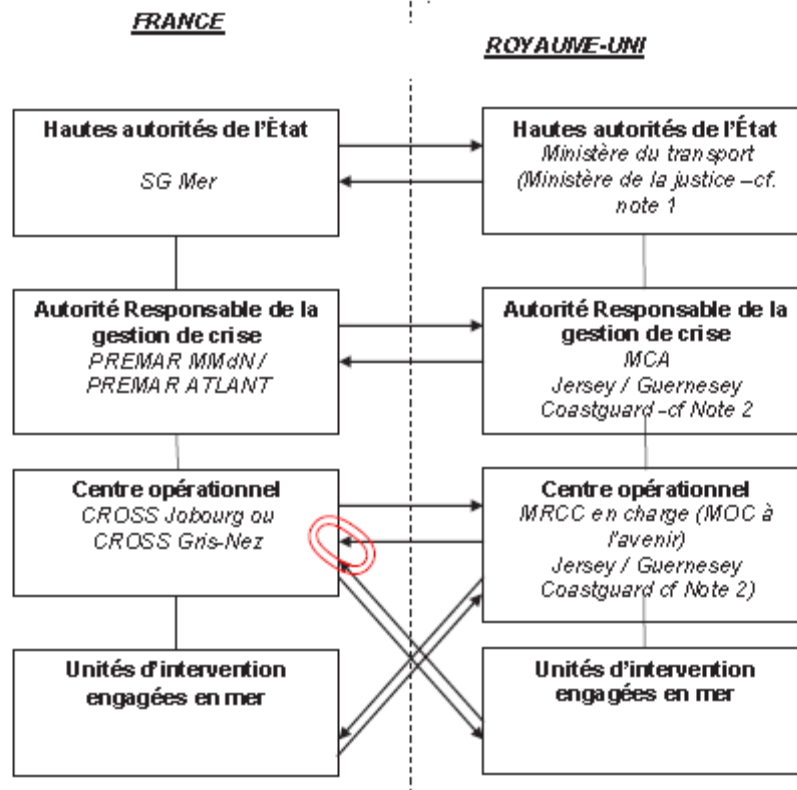 FRANCE
ROYAUME-UNI
Hautes autorités de l'État
SG Mer
Hautes autorités de l'État
Ministère du transport
(Ministère de la justice –cf.
note 1
Autorité Responsable de la
gestion de crise
PREMAR MMdN /
PREMAR ATLANT
Autorité Responsable de la
gestion de crise
MCA
Jersey / Guernesey
Coastguard –cf Note 2
Centre opérationnel
CROSS Jobourg ou
CROSS Gris-Nez
Centre opérationnel
MRCC en charge (MOC à
l'avenir)
Jersey / Guernesey
Coastguard cf Note 2)
Unités d'intervention
engagées en mer
Unités d'intervention
engagées en mer